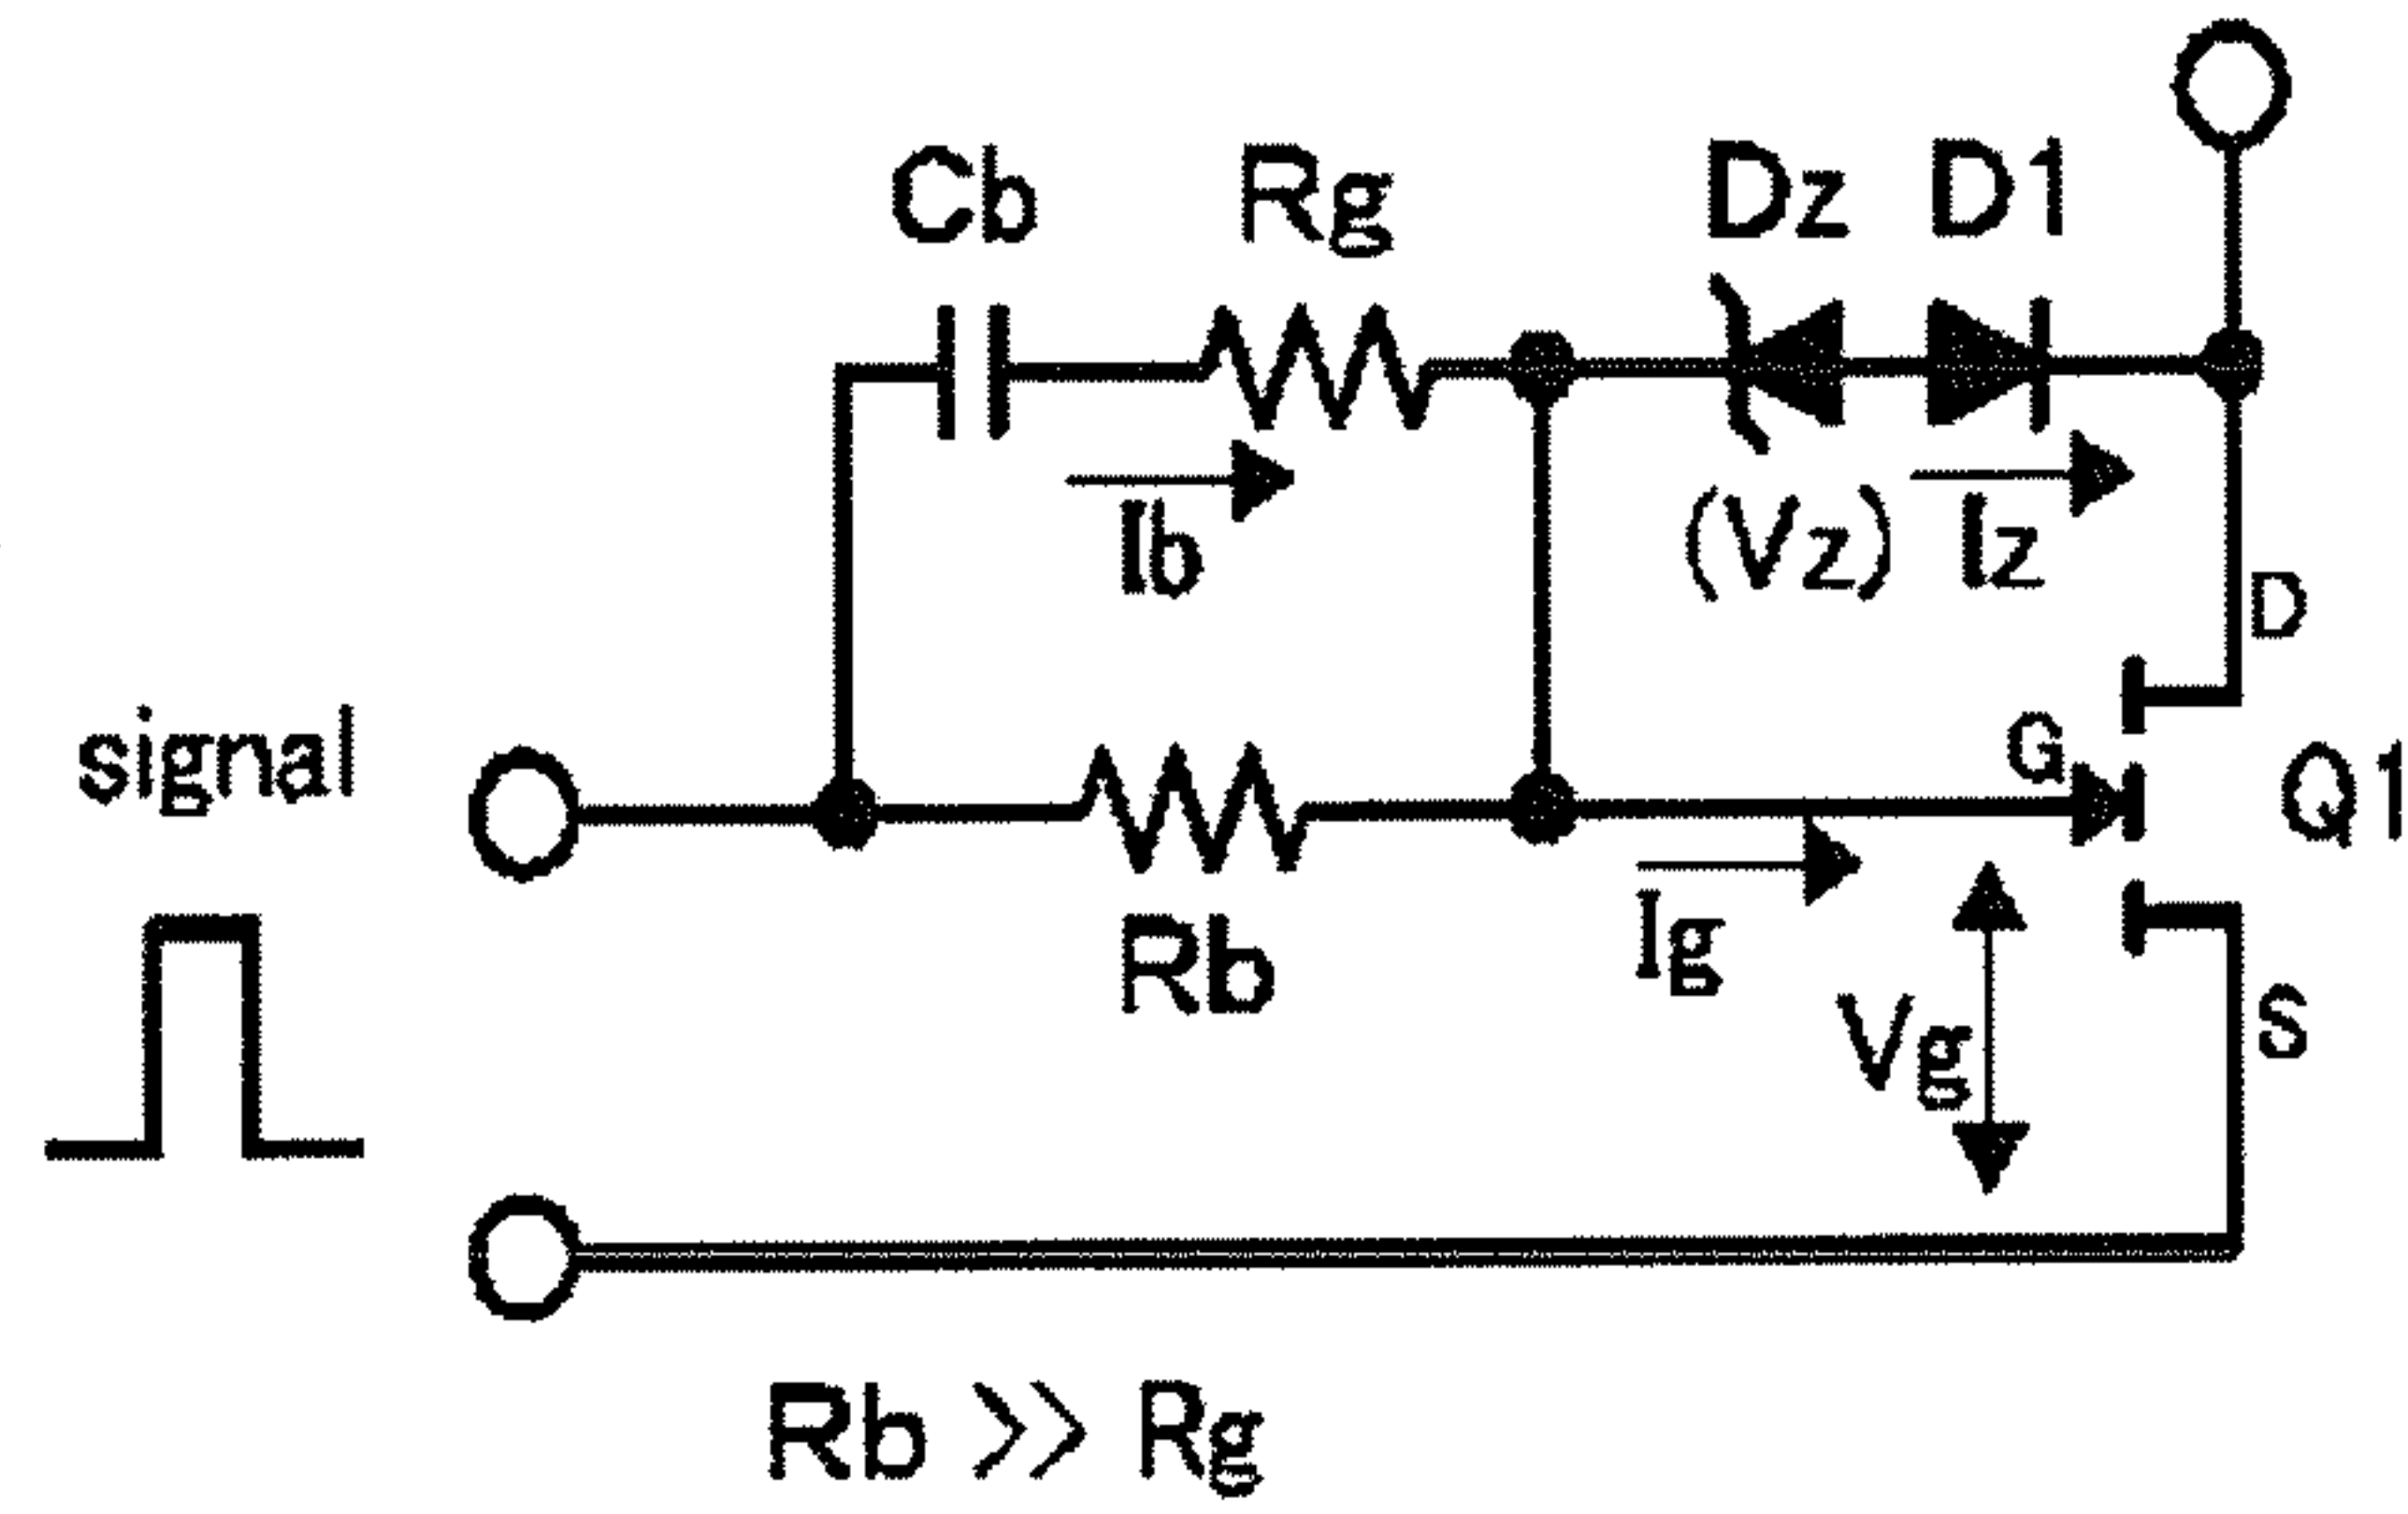 Cb Rg Dz D1
Ib (Vz) Iz
D
signal G Q1
Rb Ig
Vg S
Rb >> Rg